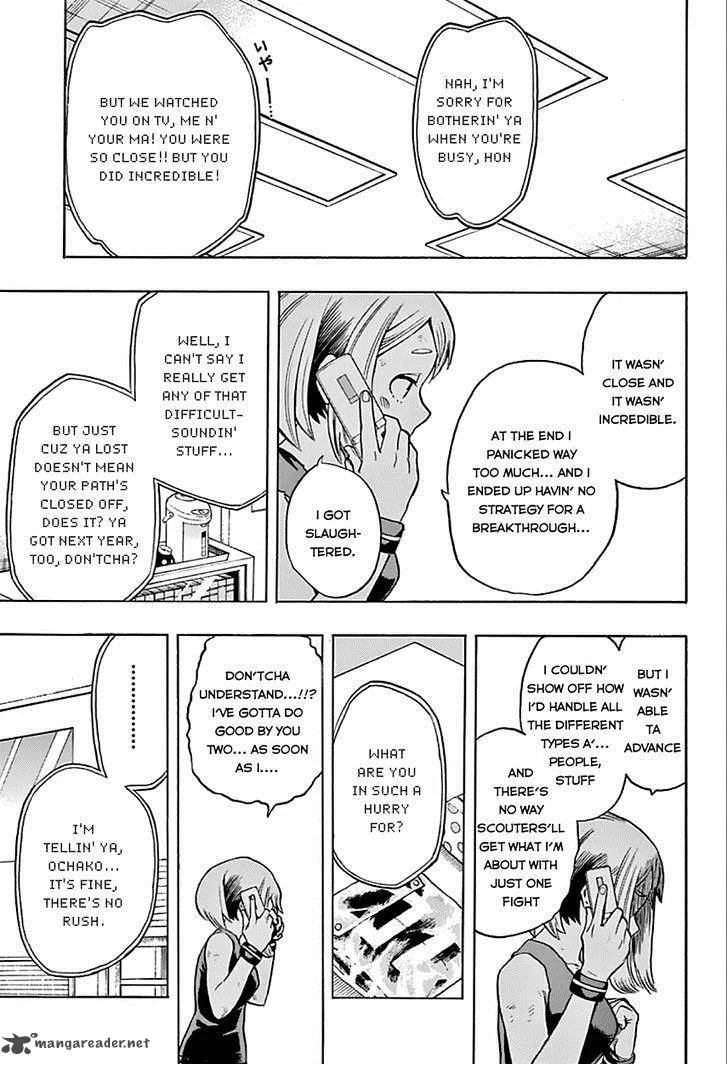 NAH, I'M
SORRY FOR
BOTHERIN' YA
WHEN YOU'RE
BUSY, HON
いやー
BUT WE WATCHED
YOU ON TV, ME N'
YOUR MA! YOU WERE
SO CLOSE!! BUT YOU
DID INCREDIBLE!
IT WASN'
CLOSE AND
IT WASN'
INCREDIBLE.
AT THE END I
PANICKED WAY
TOO MUCH... AND I
ENDED UP HAVIN' NO
STRATEGY FOR A
BREAKTHROUGH...
I GOT
SLAUGH-
TERED.
WELL, I
CAN'T SAY I
REALLY GET
ANY OF THAT
DIFFICULT-
SOUNDIN'
STUFF...
BUT JUST
CUZ YA LOST
DOESN'T MEAN
YOUR PATH'S
CLOSED OFF,
DOES IT? YA
GOT NEXT YEAR,
TOO, DON'TCHA?
BUT I
WASN'
ABLE
TA
ADVANCE
I COULDN'
SHOW OFF HOW
I'D HANDLE ALL
THE DIFFERENT
TYPES A'...
PEOPLE,
STUFF
AND
THERE'S
NO WAY
SCOUTERS'LL
GET WHAT I'M
ABOUT WITH
JUST ONE
FIGHT
WHAT
ARE YOU
IN SUCH A
HURRY
FOR?
DON'TCHA
UNDERSTAND...!!?
I'VE GOTTA DO
GOOD BY YOU
TWO... AS SOON
AS I....
.........
I'M
TELLIN' YA,
OCHAKO...
IT'S FINE,
THERE'S NO
RUSH.
mangareader.net